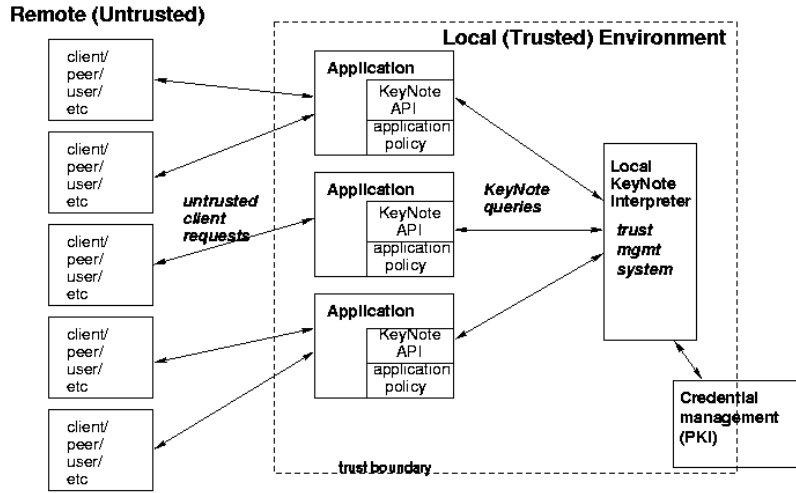 Remote (Untrusted)
Local (Trusted) Environment
client/
peer/
user/
etc
client/
peer/
user/
etc
client/
peer/
user/
etc
client/
peer/
user/
etc
client/
peer/
user/
etc
untrusted
client
requests
Application
KeyNote
API
application
policy
Application
KeyNote
API
application
policy
Application
KeyNote
API
application
policy
KeyNote
queries
Local
KeyNote
Interpreter
trust
mgmt
system
Credential
management
(PKI)
trust boundary